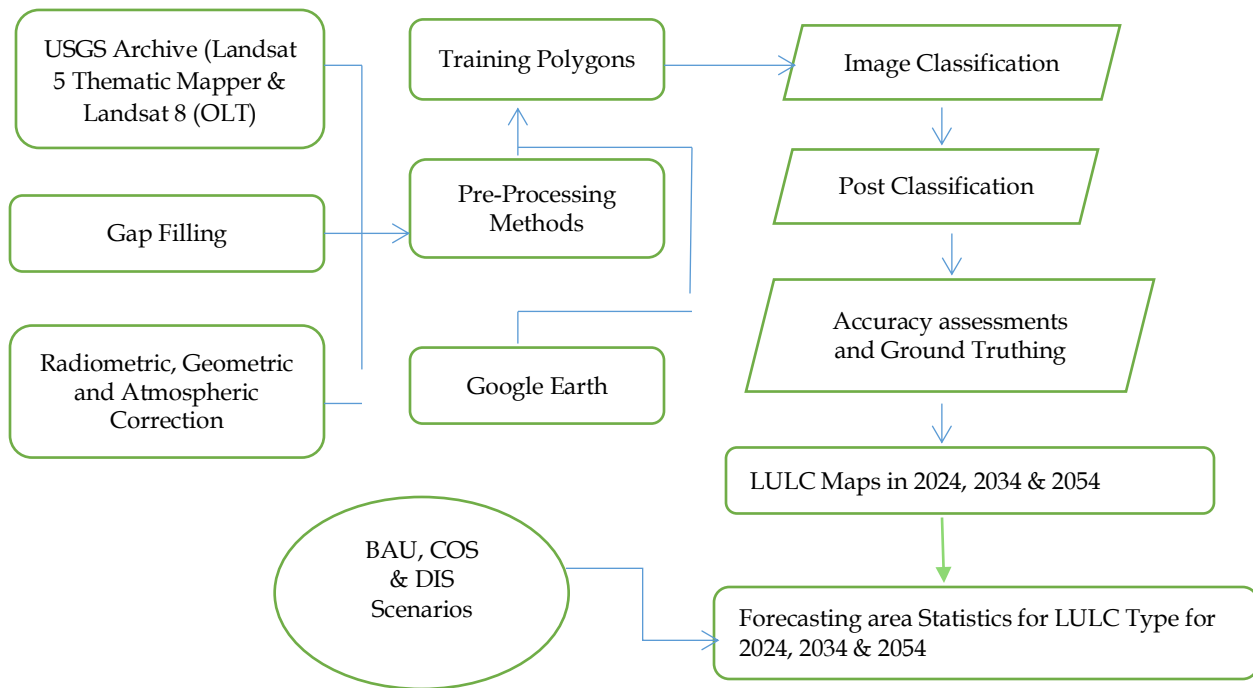 USGS Archive (Landsat
5 Thematic Mapper &
Landsat 8 (OLT)
Training Polygons
Image Classification
Gap Filling
Pre-Processing
Methods
Post Classification
Radiometric, Geometric
and Atmospheric
Correction
Google Earth
Accuracy assessments
and Ground Truthing
LULC Maps in 2024, 2034 & 2054
BAU, COS
& DIS
Scenarios
Forecasting area Statistics for LULC Type for
2024, 2034 & 2054